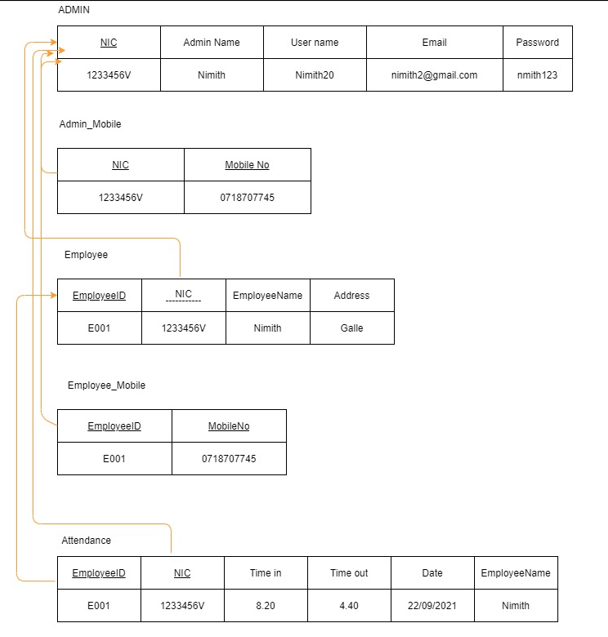 ADMIN
NIC Admin Name User name Email Password
1233456V Nimith Nimith20 nimith2@gmail.com nmith123
Admin_Mobile
NIC Mobile No
1233456V 0718707745
Employee
EmployeeID NIC EmployeeName Address
E001 1233456V Nimith Galle
Employee_Mobile
EmployeeID MobileNo
E001 0718707745
Attendance
EmployeeID NIC Time in Time out Date EmployeeName
E001 1233456V 8.20 4.40 22/09/2021 Nimith